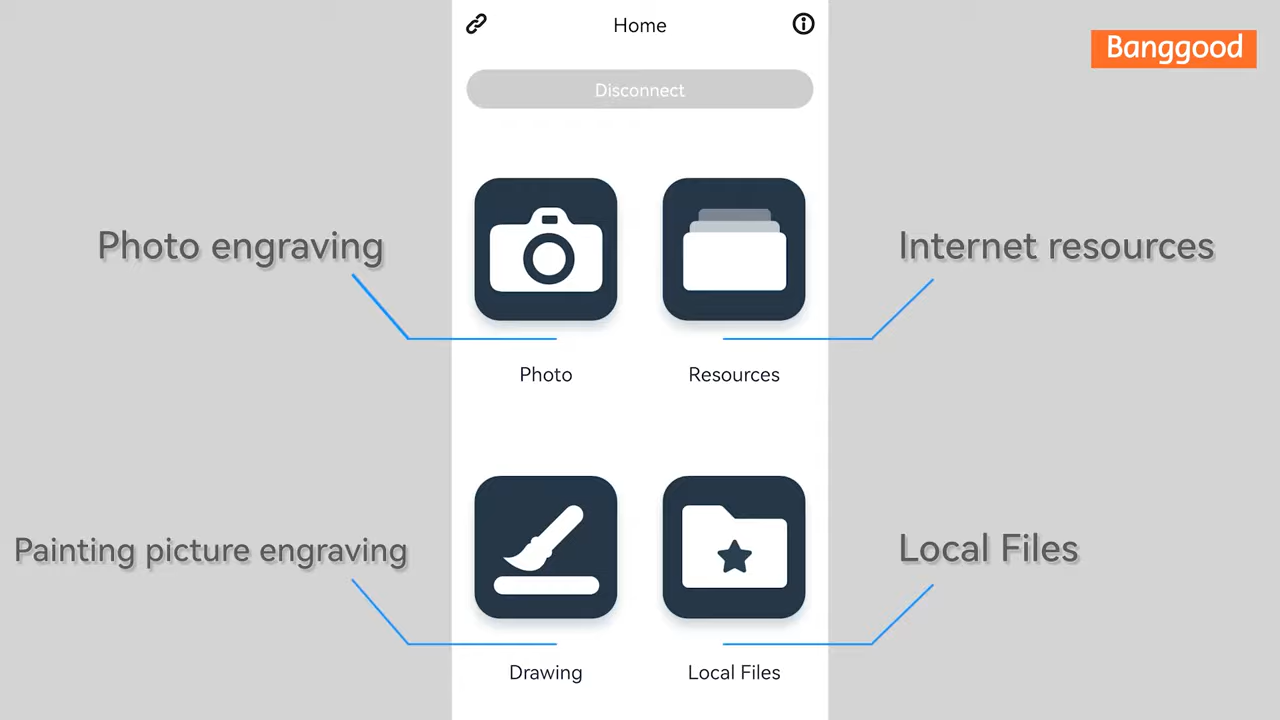 Home
Banggood
Disconnect
Photo engraving
Internet resources
Photo
Resources
Painting picture engraving
Local Files
Drawing
Local Files